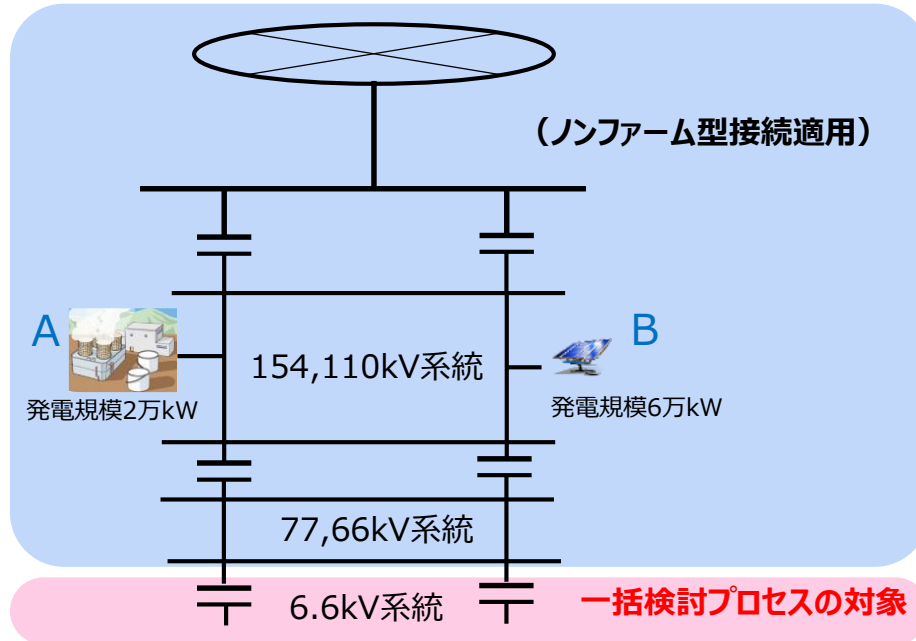 （ノンファーム型接続適用）
A
B
154,110kV系統
発電規模2万kW
発電規模6万kW
77,66kV系統
6.6kV系統
一括検討プロセスの対象